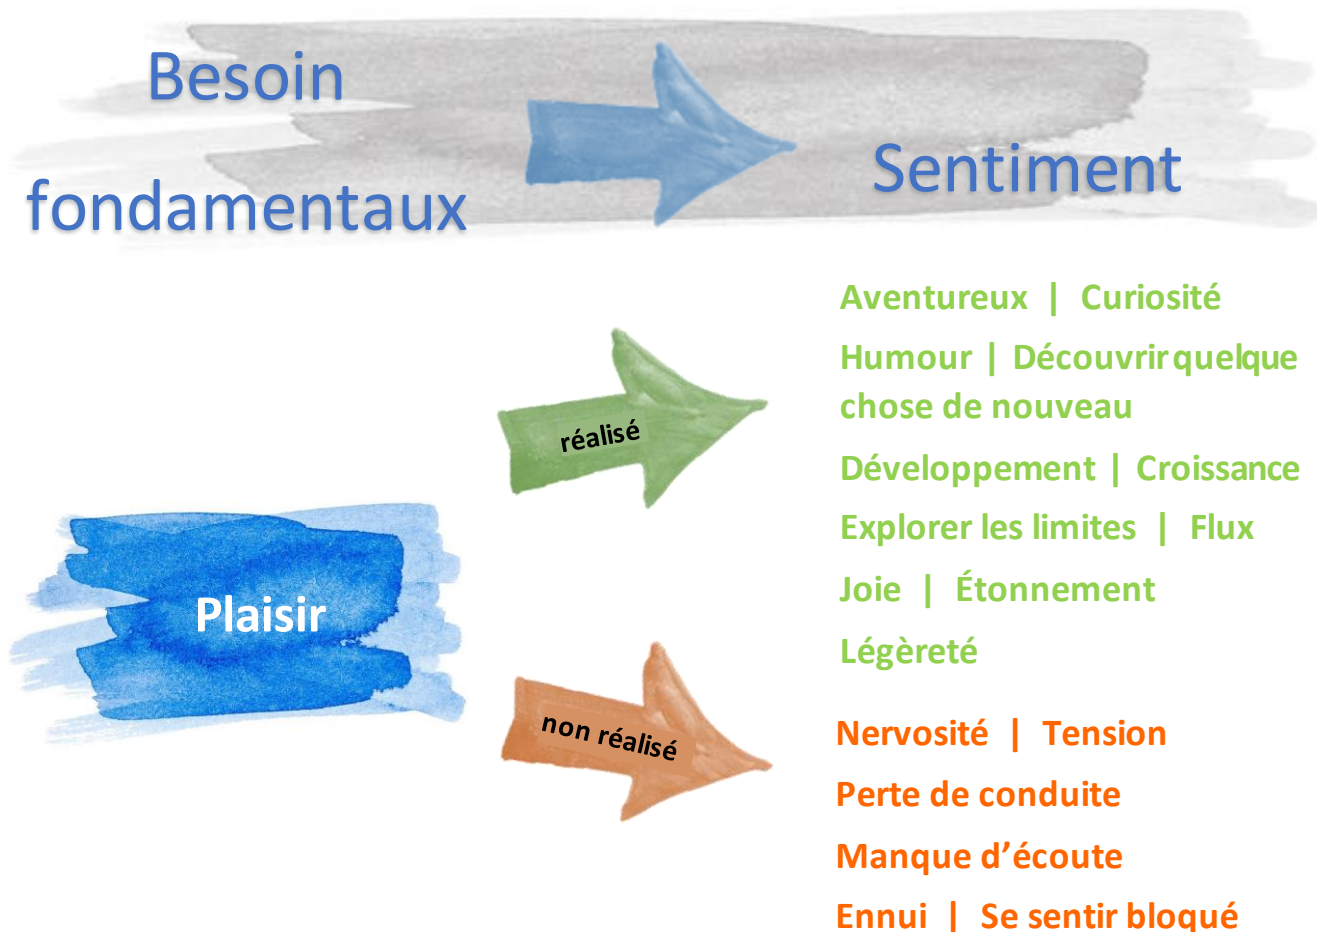 Besoin
fondamentaux
Sentiment
Aventureux | Curiosité
Humour | Découvrir quelque
chose de nouveau
réalisé
Développement | Croissance
Explorer les limites | Flux
Joie | Étonnement
Légèreté
Plaisir
non réalisé
Nervosité | Tension
Perte de conduite
Manque d’écoute
Ennui | Se sentir bloqué